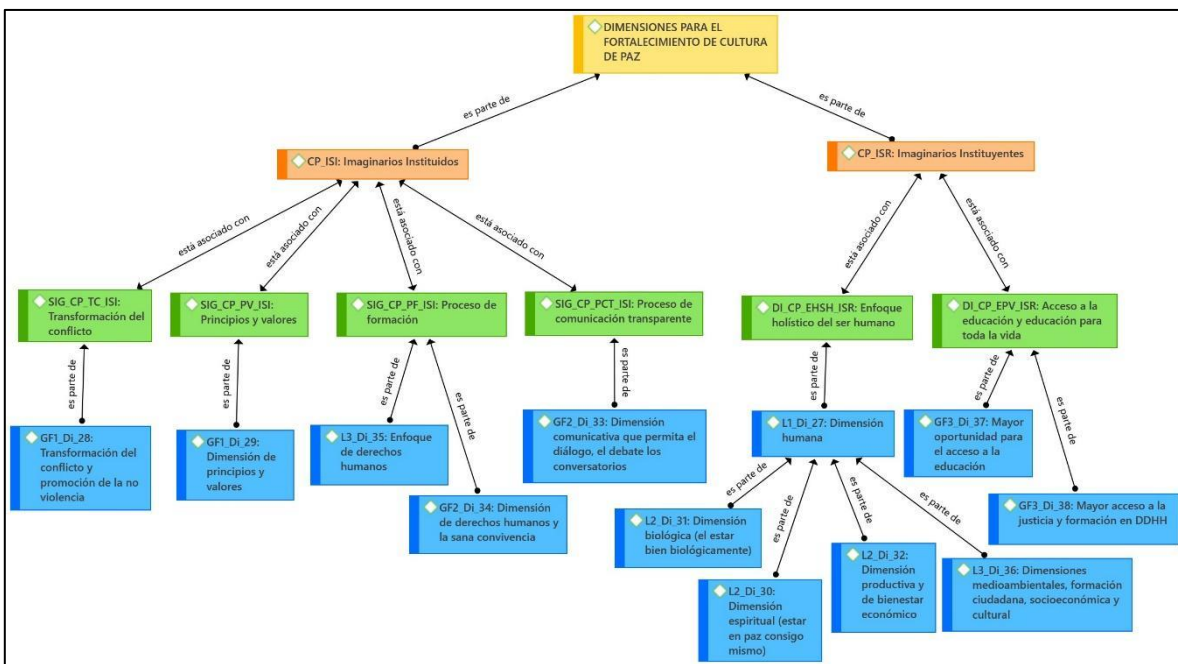 DIMENSIONES PARA EL
FORTALECIMIENTO DE CULTURA
DE PAZ
es parte de
es parte de
CP_ISI: Imaginarios Instituidos
CP_ISR: Imaginarios Instituyentes
está asociado con
está asociado con
está asociado con
está asociado con
está asociado con
está asociado con
SIG_CP_TC_ISI:
Transformación del
conflicto
SIG_CP_PV_ISI:
Principios y valores
SIG_CP_PF_ISI: Proceso de
formación
SIG_CP_PCT_ISI: Proceso de
comunicación transparente
DI_CP_EHSH_ISR: Enfoque
holístico del ser humano
DI_CP_EPV_ISR: Acceso a
la educación y educación para
toda la vida
es parte de
es parte de
es parte de
es parte de
es parte de
es parte de
es parte de
es parte de
GF1_Di_28:
Transformación del
conflicto y
promoción de la no
violencia
GF1_Di_29:
Dimensión de
principios y
valores
L3_Di_35: Enfoque
de derechos
humanos
GF2_Di_34: Dimensión
de derechos humanos y
la sana convivencia
GF2_Di_33: Dimensión
comunicativa que permita el
diálogo, el debate los
conversatorios
L1_Di_27: Dimensión
humana
GF3_Di_37: Mayor
oportunidad para
el acceso a la
educación
GF3_Di_38: Mayor acceso a la
justicia y formación en DDHH
es parte de
es parte de
es parte de
es parte de
L2_Di_31: Dimensión
biológica (el estar
bien biológicamente)
L2_Di_30:
Dimensión
espiritual (estar
en paz consigo
mismo)
L2_Di_32:
Dimensión
productiva y
de bienestar
económico
L3_Di_36: Dimensiones
medioambientales, formación
ciudadana, socioeconómica y
cultural